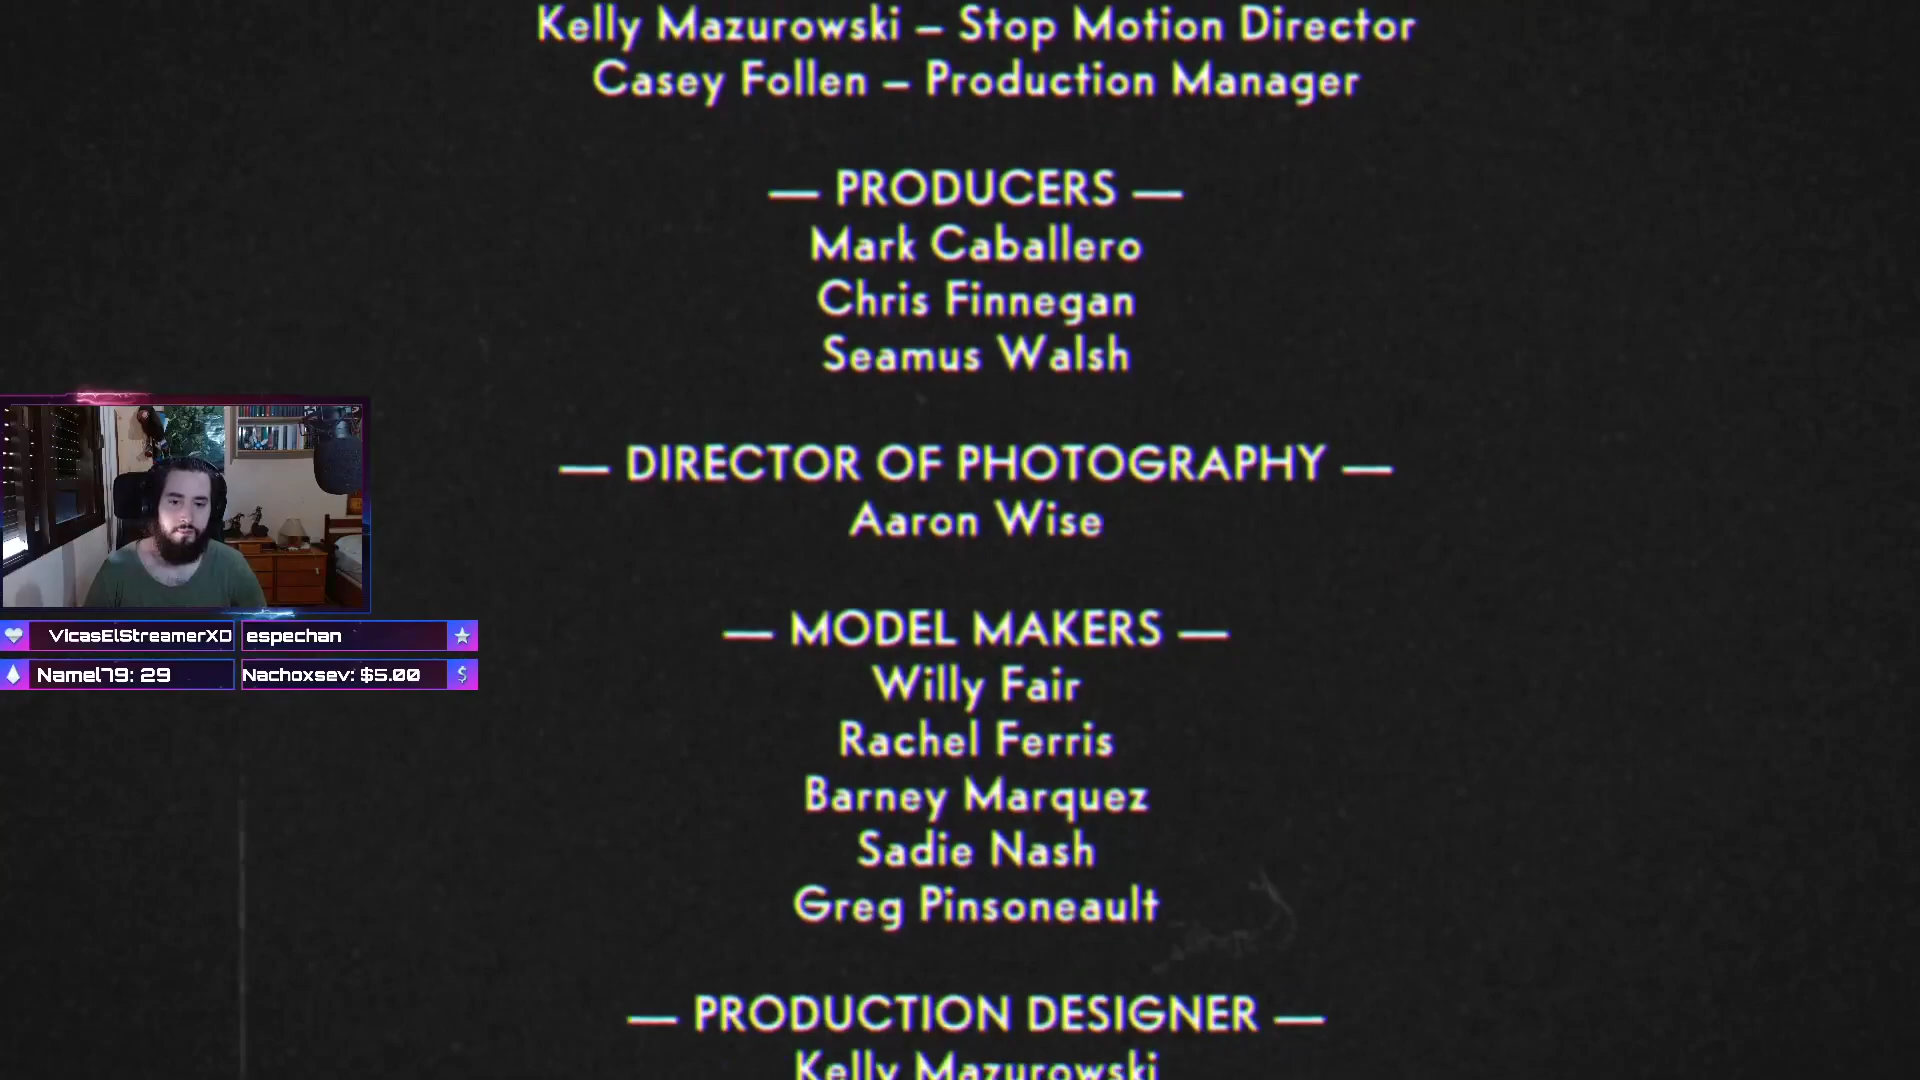 Kelly Mazurowski – Stop Motion Director
Casey Follen – Production Manager
— PRODUCERS —
Mark Caballero
Chris Finnegan
Seamus Walsh
— DIRECTOR OF PHOTOGRAPHY —
Aaron Wise
— MODEL MAKERS —
Willy Fair
Rachel Ferris
Barney Marquez
Sadie Nash
Greg Pinsoneault
— PRODUCTION DESIGNER —
Kelly Mazurowski
VicasElStreamerXD
espechan
Namel79: 29
Nachoxsev: $5.00